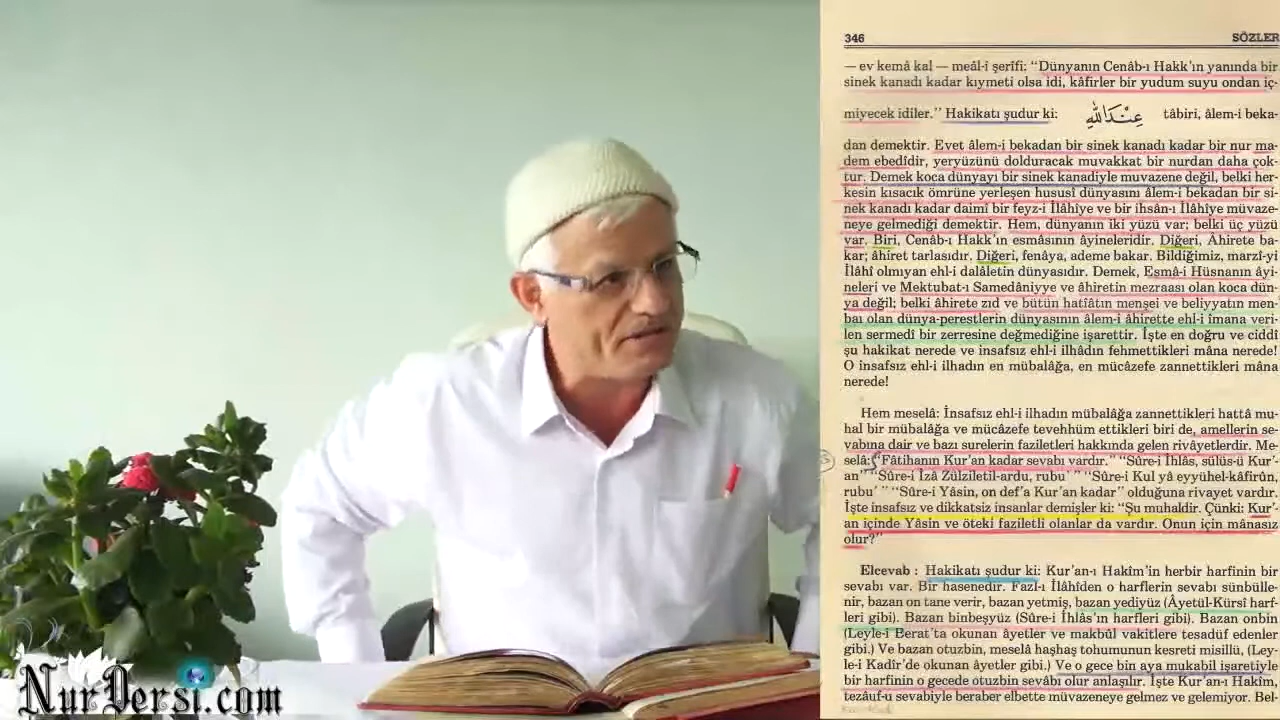 346 SÖZLER
— ev kemâ kal — meâl-i şerifi: “Dünyanın Cenâb-ı Hakk'ın yanında bir
sinek kanadı kadar kıymeti olsa idi, kâfirler bir yudum suyu ondan iç-
miyecek idiler.” Hakikatı şudur ki: عِنْدَ اللّٰهِ tâbiri, âlem-i beka-
dan demektir. Evet âlem-i bekadan bir sinek kanadı kadar bir nur ma-
dem ebedîdir, yeryüzünü dolduracak muvakkat bir nurdan daha çok-
tur. Demek koca dünyayı bir sinek kanadiyle muvazene değil, belki her-
kesin kısacık ömrüne yerleşen hususî dünyasını âlem-i bekadan bir si-
nek kanadı kadar daimî bir feyz-i İlâhîye ve bir ihsân-ı İlâhîye müvaze-
neye gelmediği demektir. Hem, dünyanın iki yüzü var; belki üç yüzü
var. Biri, Cenâb-ı Hakk'ın esmâsının âyineleridir. Diğeri, Âhirete ba-
kar; âhiret tarlasıdır. Diğeri, fenâya, ademe bakar. Bildiğimiz, marzî-yi
İlâhî olmıyan ehl-i dalâletin dünyasıdır. Demek, Esmâ-i Hüsnanın âyi-
neleri ve Mektubat-ı Samedâniyye ve âhiretin mezraası olan koca dün-
ya değil; belki âhirete zıd ve bütün hatîâtın menşei ve beliyyatın men-
baı olan dünya-perestlerin dünyasının âlem-i âhirette ehl-i îmana veri-
len sermedî bir zerresine değmediğine işarettir. İşte en doğru ve ciddî
şu hakikat nerede ve insafsız ehl-i ilhâdın fehmettikleri mâna nerede!
O insafsız ehl-i ilhadın en mübalâğa, en mücâzefe zannettikleri mâna
nerede!
Hem meselâ: İnsafsız ehl-i ilhadın mübalâğa zannettikleri hattâ mu-
hal bir mübalâğa ve mücâzefe tevehhüm ettikleri biri de, amellerin se-
vabına dair ve bazı surelerin faziletleri hakkında gelen rivâyetlerdir. Me-
selâ: “Fâtihanın Kur'an kadar sevabı vardır.” “Sûre-i İhlâs, sülüs-ü Kur'-
an” “Sûre-i İzâ Zülziletil-ardu, rubu'” “Sûre-i Kul yâ eyyühel-kâfirûn,
rubu'” “Sûre-i Yâsin, on def'a Kur'an kadar” olduğuna rivayet vardır.
İşte insafsız ve dikkatsiz insanlar demişler ki: “Şu muhaldir. Çünki; Kur'-
an içinde Yâsin ve öteki faziletli olanlar da vardır. Onun için mânasız
olur?”
Elcevab : Hakikatı şudur ki: Kur'an-ı Hakîm'in herbir harfinin bir
sevabı var. Bir hasenedir. Fazl-ı İlâhîden o harflerin sevabı sünbülle-
nir, bazan on tane verir, bazan yetmiş, bazan yediyüz (Âyetül-Kürsî harf-
leri gibi). Bazan binbeşyüz (Sûre-i İhlâs'ın harfleri gibi). Bazan onbin
(Leyle-i Berat'ta okunan âyetler ve makbûl vakitlere tesadüf edenler
gibi.) Ve bazan otuzbin, meselâ haşhaş tohumunun kesreti misillü, (Ley-
le-i Kadîr'de okunan âyetler gibi.) Ve o gece bin aya mukabil işaretiyle
bir harfinin o gecede otuzbin sevâbı olur anlaşılır. İşte Kur'an-ı Hakîm,
tezâuf-u sevabiyle beraber elbette müvazeneye gelmez ve gelemiyor. Bel-
NurDersi.com